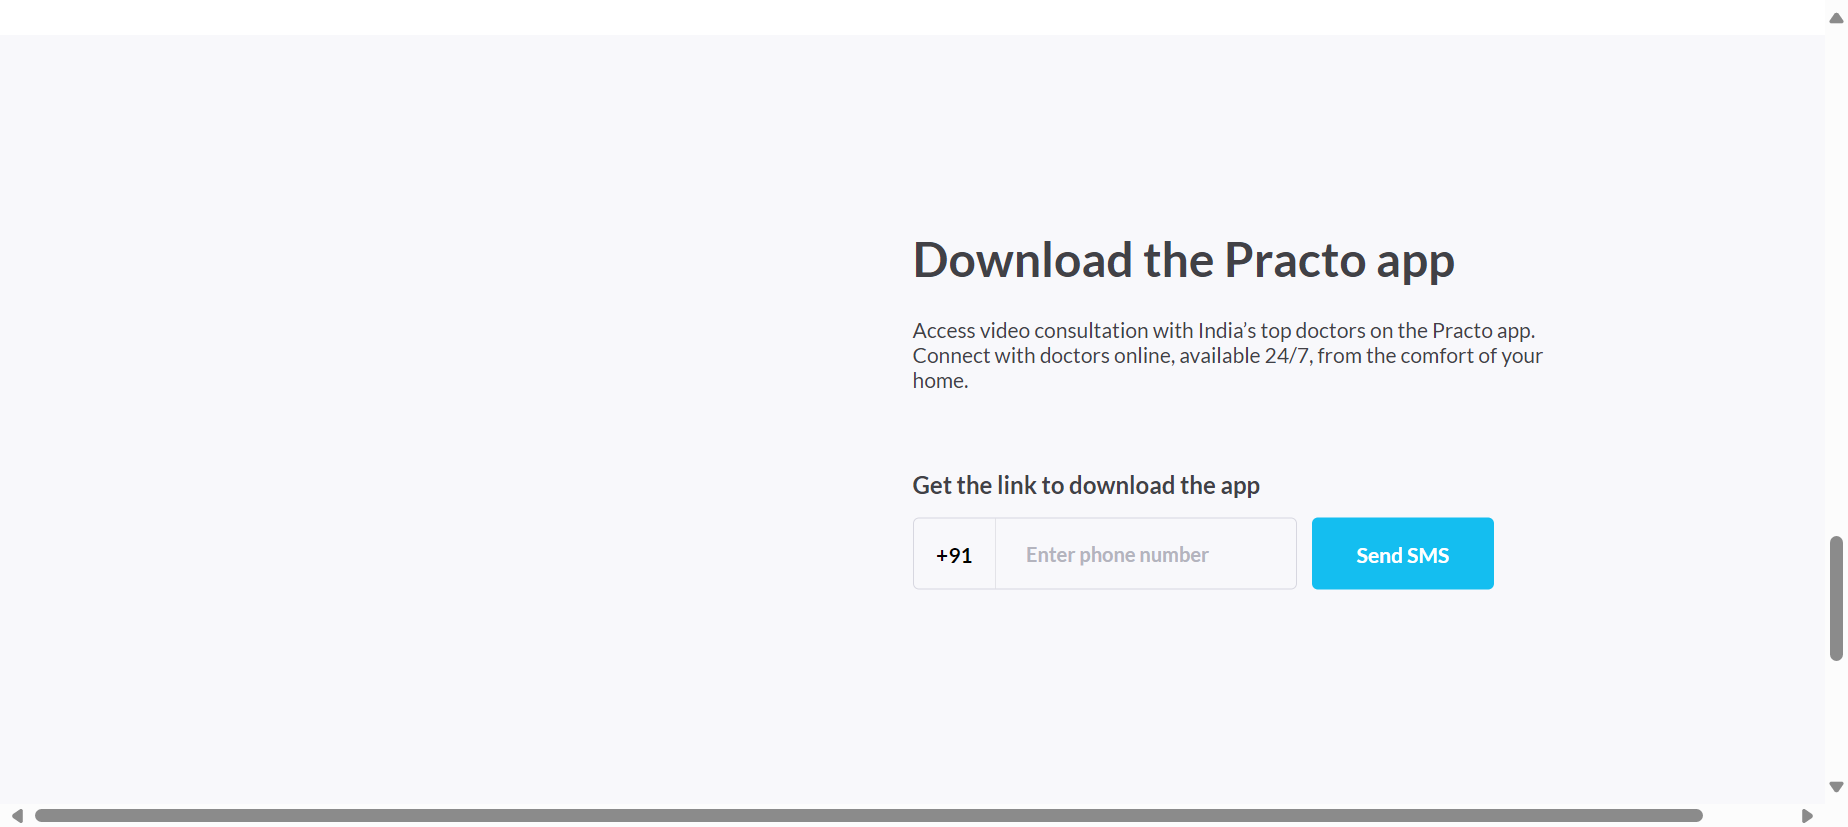 Download the Practo app
Access video consultation with India’s top doctors on the Practo app.
Connect with doctors online, available 24/7, from the comfort of your
home.
Get the link to download the app
+91 Enter phone number Send SMS